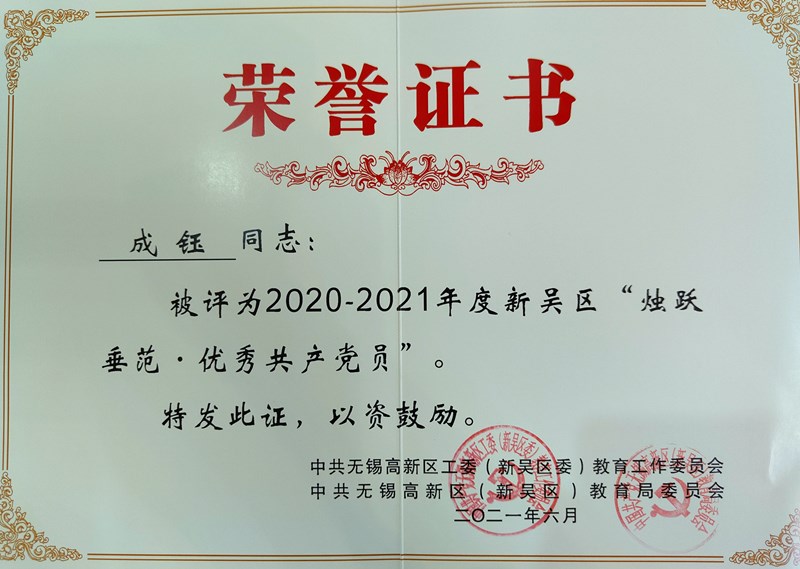 荣誉证书
成钰 同志：
被评为2020-2021年度新吴区“烛跃
垂范·优秀共产党员”。
特发此证，以资鼓励。
中共无锡高新区工委（新吴区委）教育工作委员会
中共无锡高新区（新吴区）教育局委员会
二〇二一年六月